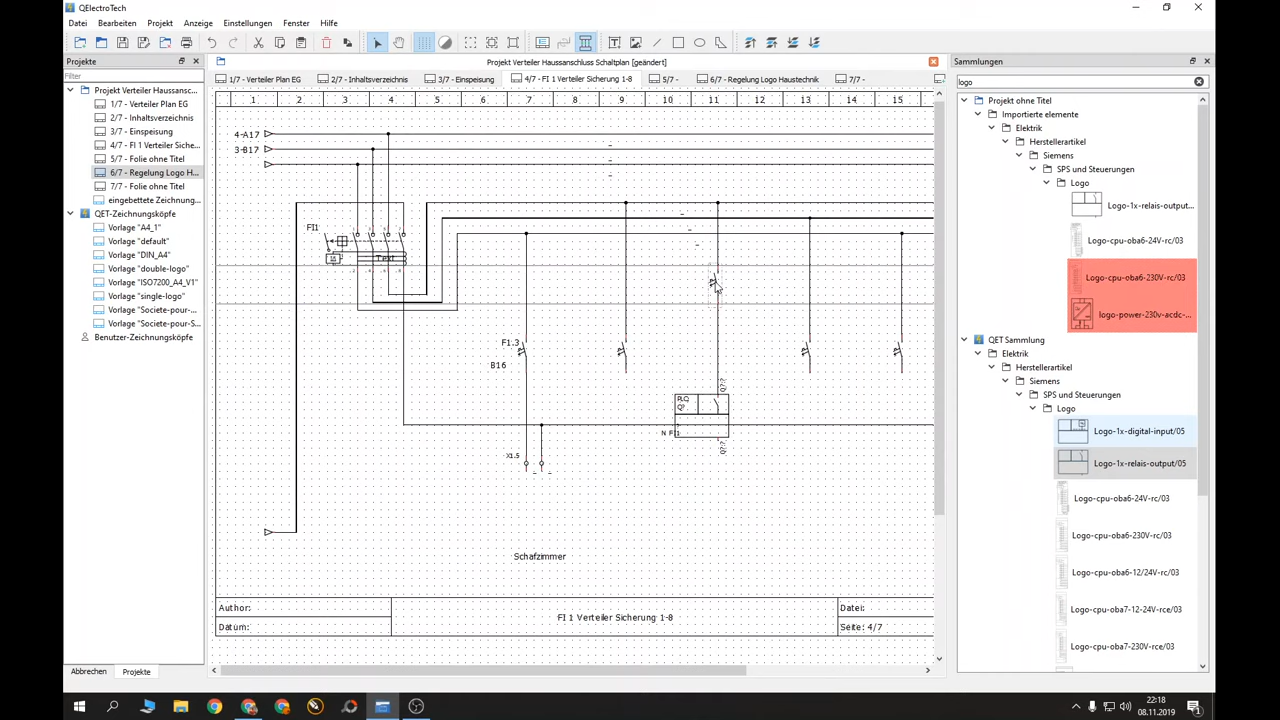 QElectroTech
Datei Bearbeiten Projekt Anzeige Einstellungen Fenster Hilfe
Projekte
Filter
Projekt Verteiler Haussansc...
1/7 - Verteiler Plan EG
2/7 - Inhaltsverzeichnis
3/7 - Einspeisung
4/7 - FI 1 Verteiler Siche...
5/7 - Folie ohne Titel
6/7 - Regelung Logo H...
7/7 - Folie ohne Titel
eingebettete Zeichnung...
QET-Zeichnungsköpfe
Vorlage "A4_1"
Vorlage "default"
Vorlage "DIN_A4"
Vorlage "double-logo"
Vorlage "ISO7200_A4_V1"
Vorlage "single-logo"
Vorlage "Societe-pour-...
Vorlage "Societe-pour-S...
Benutzer-Zeichnungsköpfe
Abbrechen Projekte
Projekt Verteiler Haussanschluss Schaltplan [geändert]
1/7 - Verteiler Plan EG 2/7 - Inhaltsverzeichnis 3/7 - Einspeisung 4/7 - FI 1 Verteiler Sicherung 1-8 5/7 - 6/7 - Regelung Logo Haustechnik 7/7 -
1 2 3 4 5 6 7 8 9 10 11 12 13 14 15
4-A17
3-B17
FI1
Text
F1.3
B16
PLQ
Q?
Q?:?
N FI1
Q?:?
X1.5
Schafzimmer
Author:
Datum:
FI 1 Verteiler Sicherung 1-8
Datei:
Seite: 4/7
Sammlungen
logo
Projekt ohne Titel
Importierte elemente
Elektrik
Herstellerartikel
Siemens
SPS und Steuerungen
Logo
Logo-1x-relais-output...
Logo-cpu-oba6-24V-rc/03
Logo-cpu-oba6-230V-rc/03
logo-power-230v-acdc-...
QET Sammlung
Elektrik
Herstellerartikel
Siemens
SPS und Steuerungen
Logo
Logo-1x-digital-input/05
Logo-1x-relais-output/05
Logo-cpu-oba6-24V-rc/03
Logo-cpu-oba6-230V-rc/03
Logo-cpu-oba6-12/24V-rc/03
Logo-cpu-oba7-12-24V-rce/03
Logo-cpu-oba7-230V-rce/03
22:18
08.11.2019